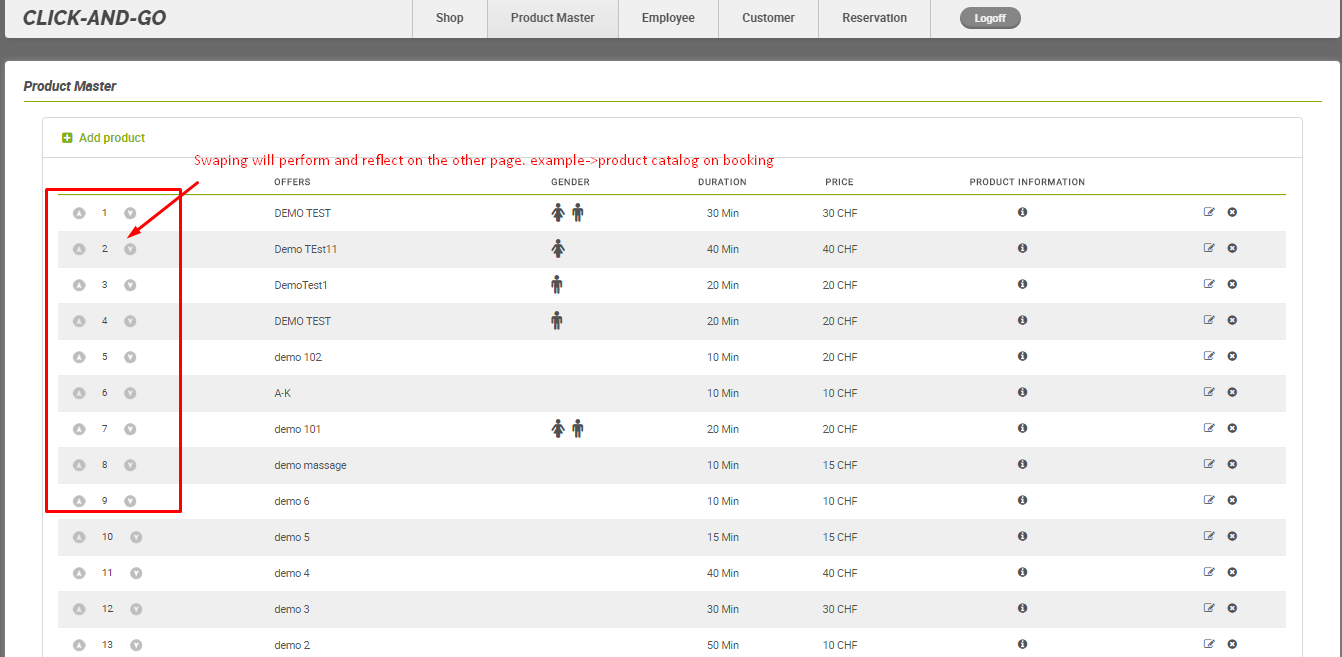 CLICK-AND-GO Shop Product Master Employee Customer Reservation Logoff
Product Master
Add product
Swaping will perform and reflect on the other page. example->product catalog on booking
OFFERS GENDER DURATION PRICE PRODUCT INFORMATION
1 DEMO TEST 30 Min 30 CHF
2 Demo TEst11 40 Min 40 CHF
3 DemoTest1 20 Min 20 CHF
4 DEMO TEST 20 Min 20 CHF
5 demo 102 10 Min 20 CHF
6 A-K 10 Min 10 CHF
7 demo 101 20 Min 20 CHF
8 demo massage 10 Min 15 CHF
9 demo 6 10 Min 10 CHF
10 demo 5 15 Min 15 CHF
11 demo 4 40 Min 40 CHF
12 demo 3 30 Min 30 CHF
13 demo 2 50 Min 10 CHF